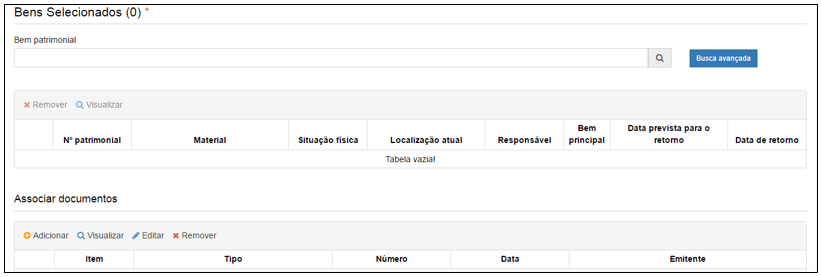 Bens Selecionados (0) *
Bem patrimonial
Busca avançada
Remover Visualizar
Nº patrimonial Material Situação física Localização atual Responsável Bem principal Data prevista para o retorno Data de retorno
Tabela vazia!
Associar documentos
Adicionar Visualizar Editar Remover
Item Tipo Número Data Emitente